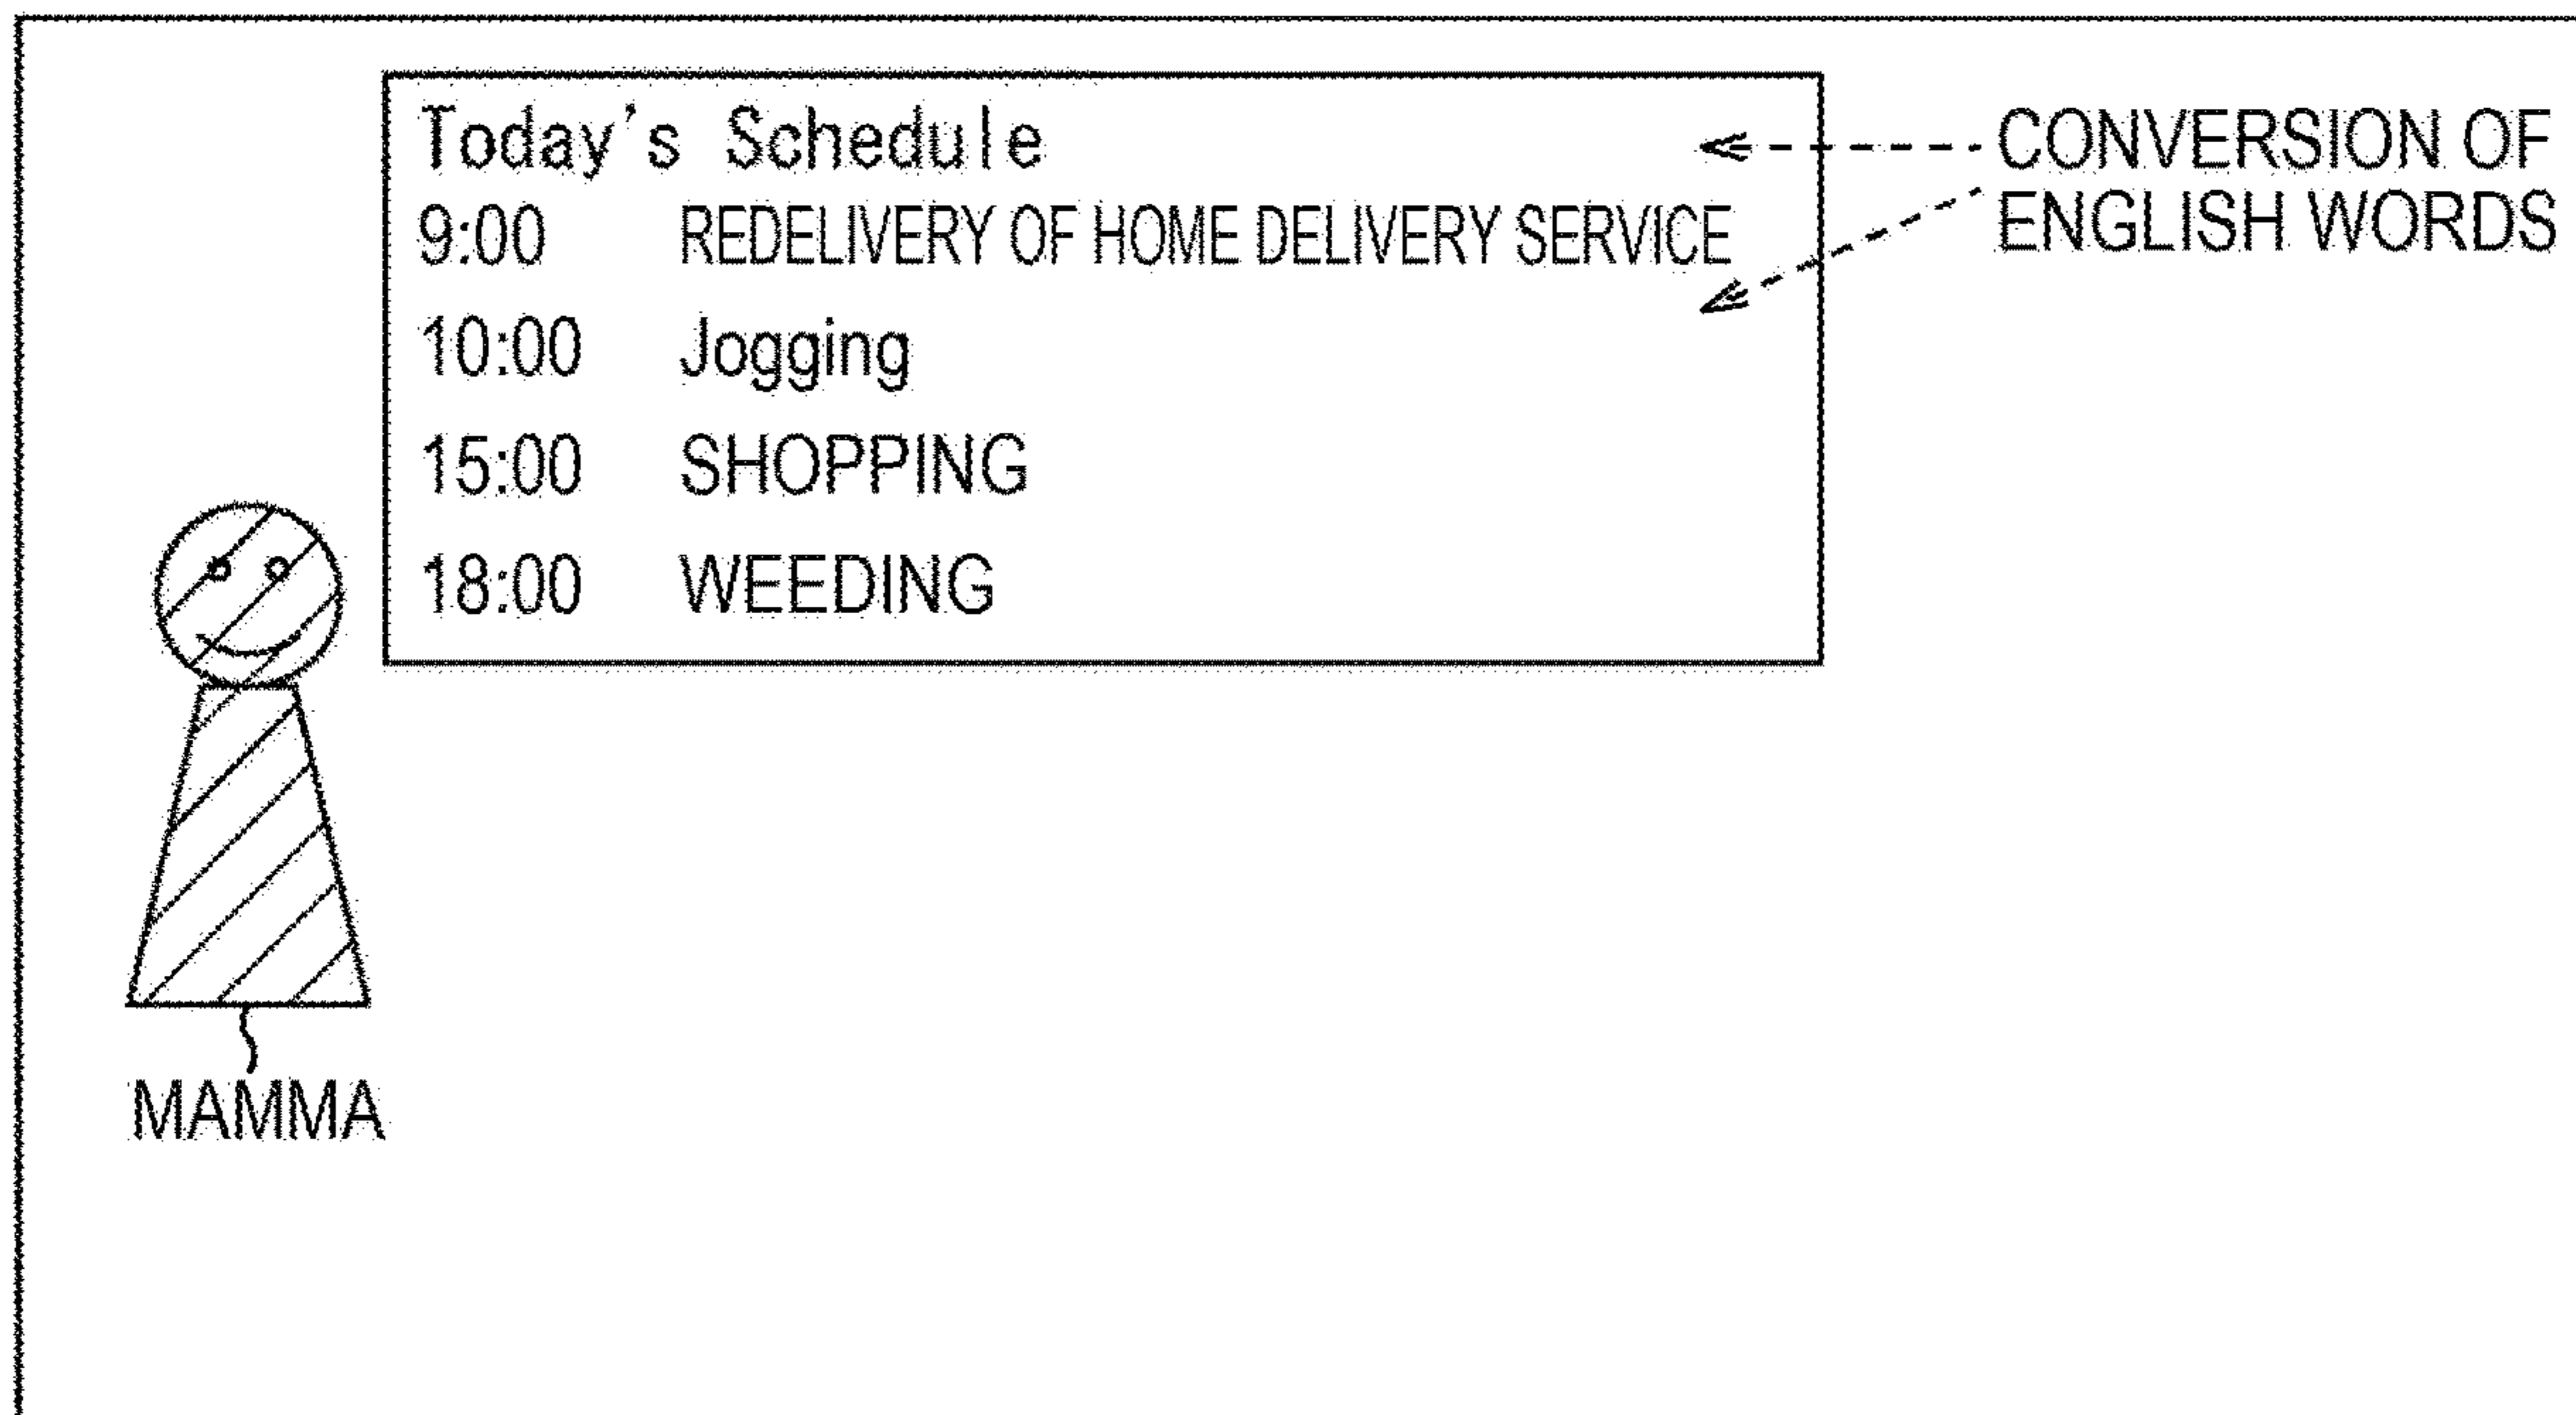 Today's Schedule
9:00 REDELIVERY OF HOME DELIVERY SERVICE
10:00 Jogging
15:00 SHOPPING
18:00 WEEDING
CONVERSION OF
ENGLISH WORDS
MAMMA